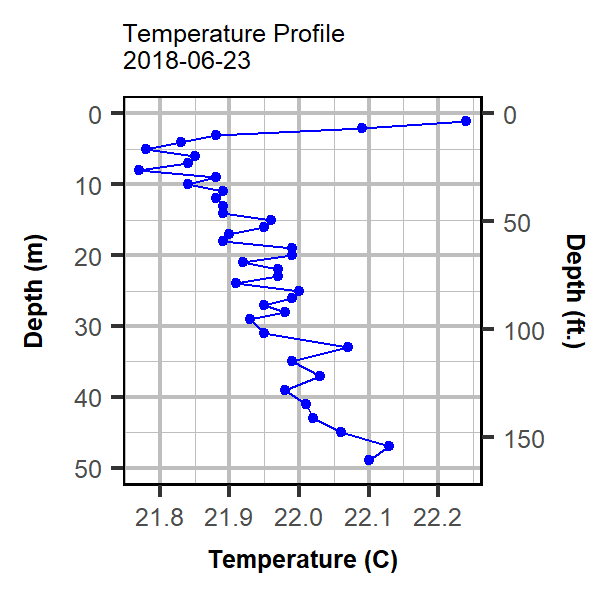 Temperature Profile
2018-06-23
0
10
20
30
40
50
Depth (m)
0
50
100
150
Depth (ft.)
21.8 21.9 22.0 22.1 22.2
Temperature (C)